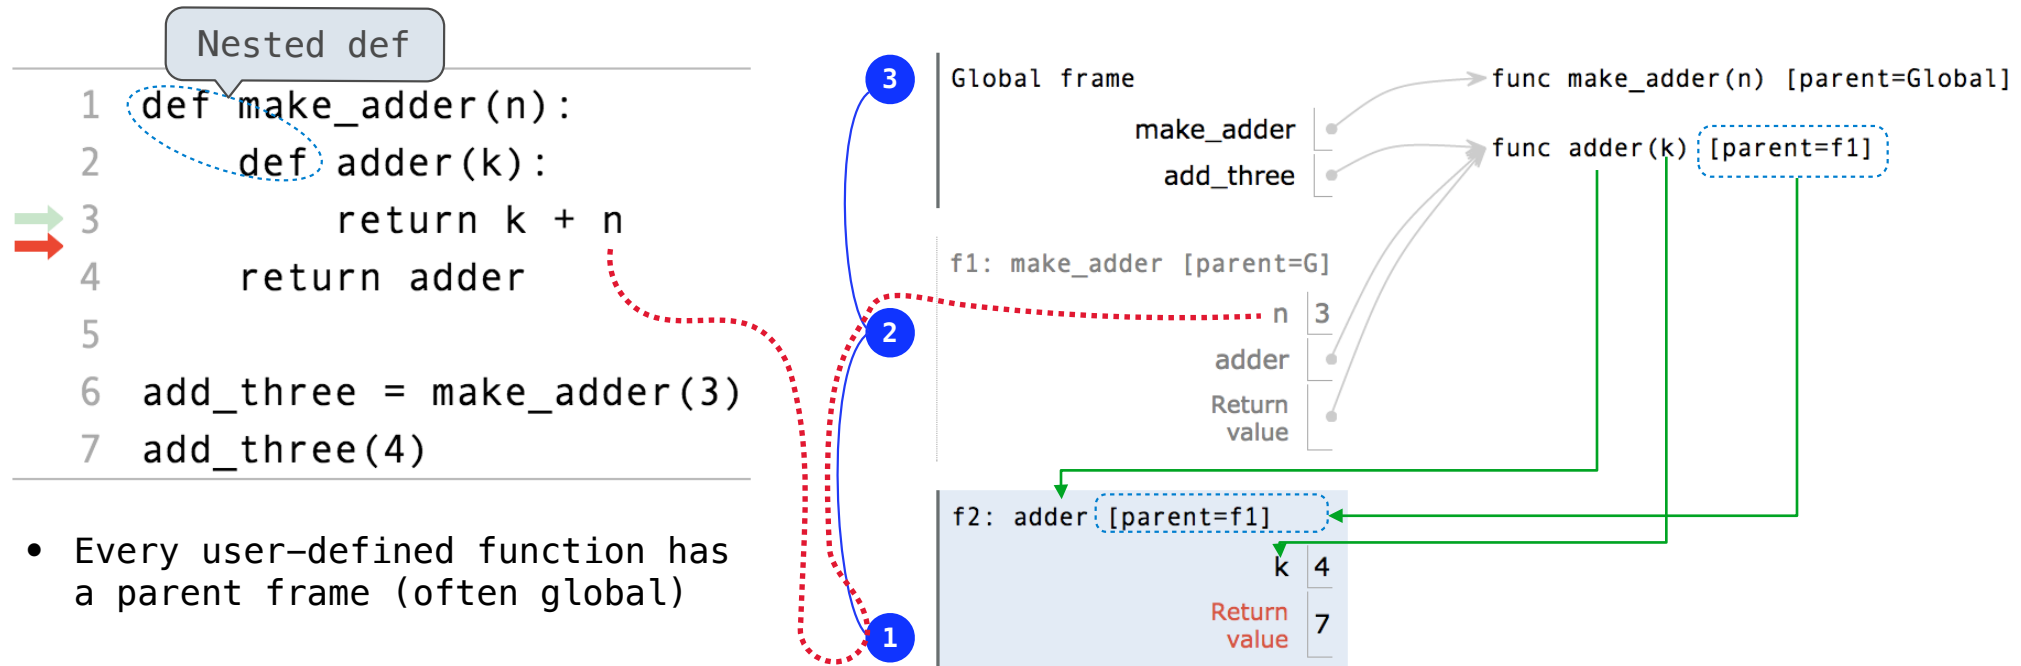 Nested def
1 def make_adder(n):
2 def adder(k):
3 return k + n
4 return adder
5
6 add_three = make_adder(3)
7 add_three(4)
• Every user-defined function has
a parent frame (often global)
3
2
1
Global frame
make_adder
add_three
func make_adder(n) [parent=Global]
func adder(k) [parent=f1]
f1: make_adder [parent=G]
n 3
adder
Return
value
f2: adder [parent=f1]
k 4
Return
value 7